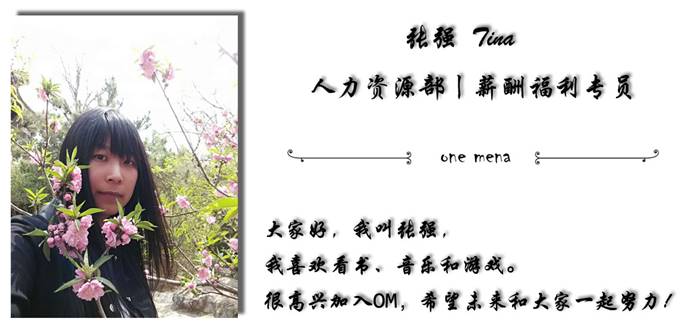 张强 Tina
人力资源部丨薪酬福利专员
one mena
大家好，我叫张强，
我喜欢看书、音乐和游戏。
很高兴加入OM，希望未来和大家一起努力！